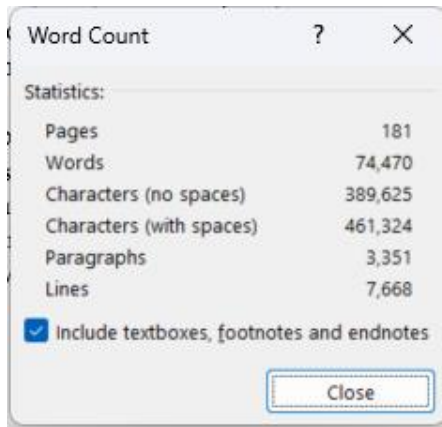 Word Count ? ×
Statistics:
Pages 181
Words 74,470
Characters (no spaces) 389,625
Characters (with spaces) 461,324
Paragraphs 3,351
Lines 7,668
Include textboxes, footnotes and endnotes
Close